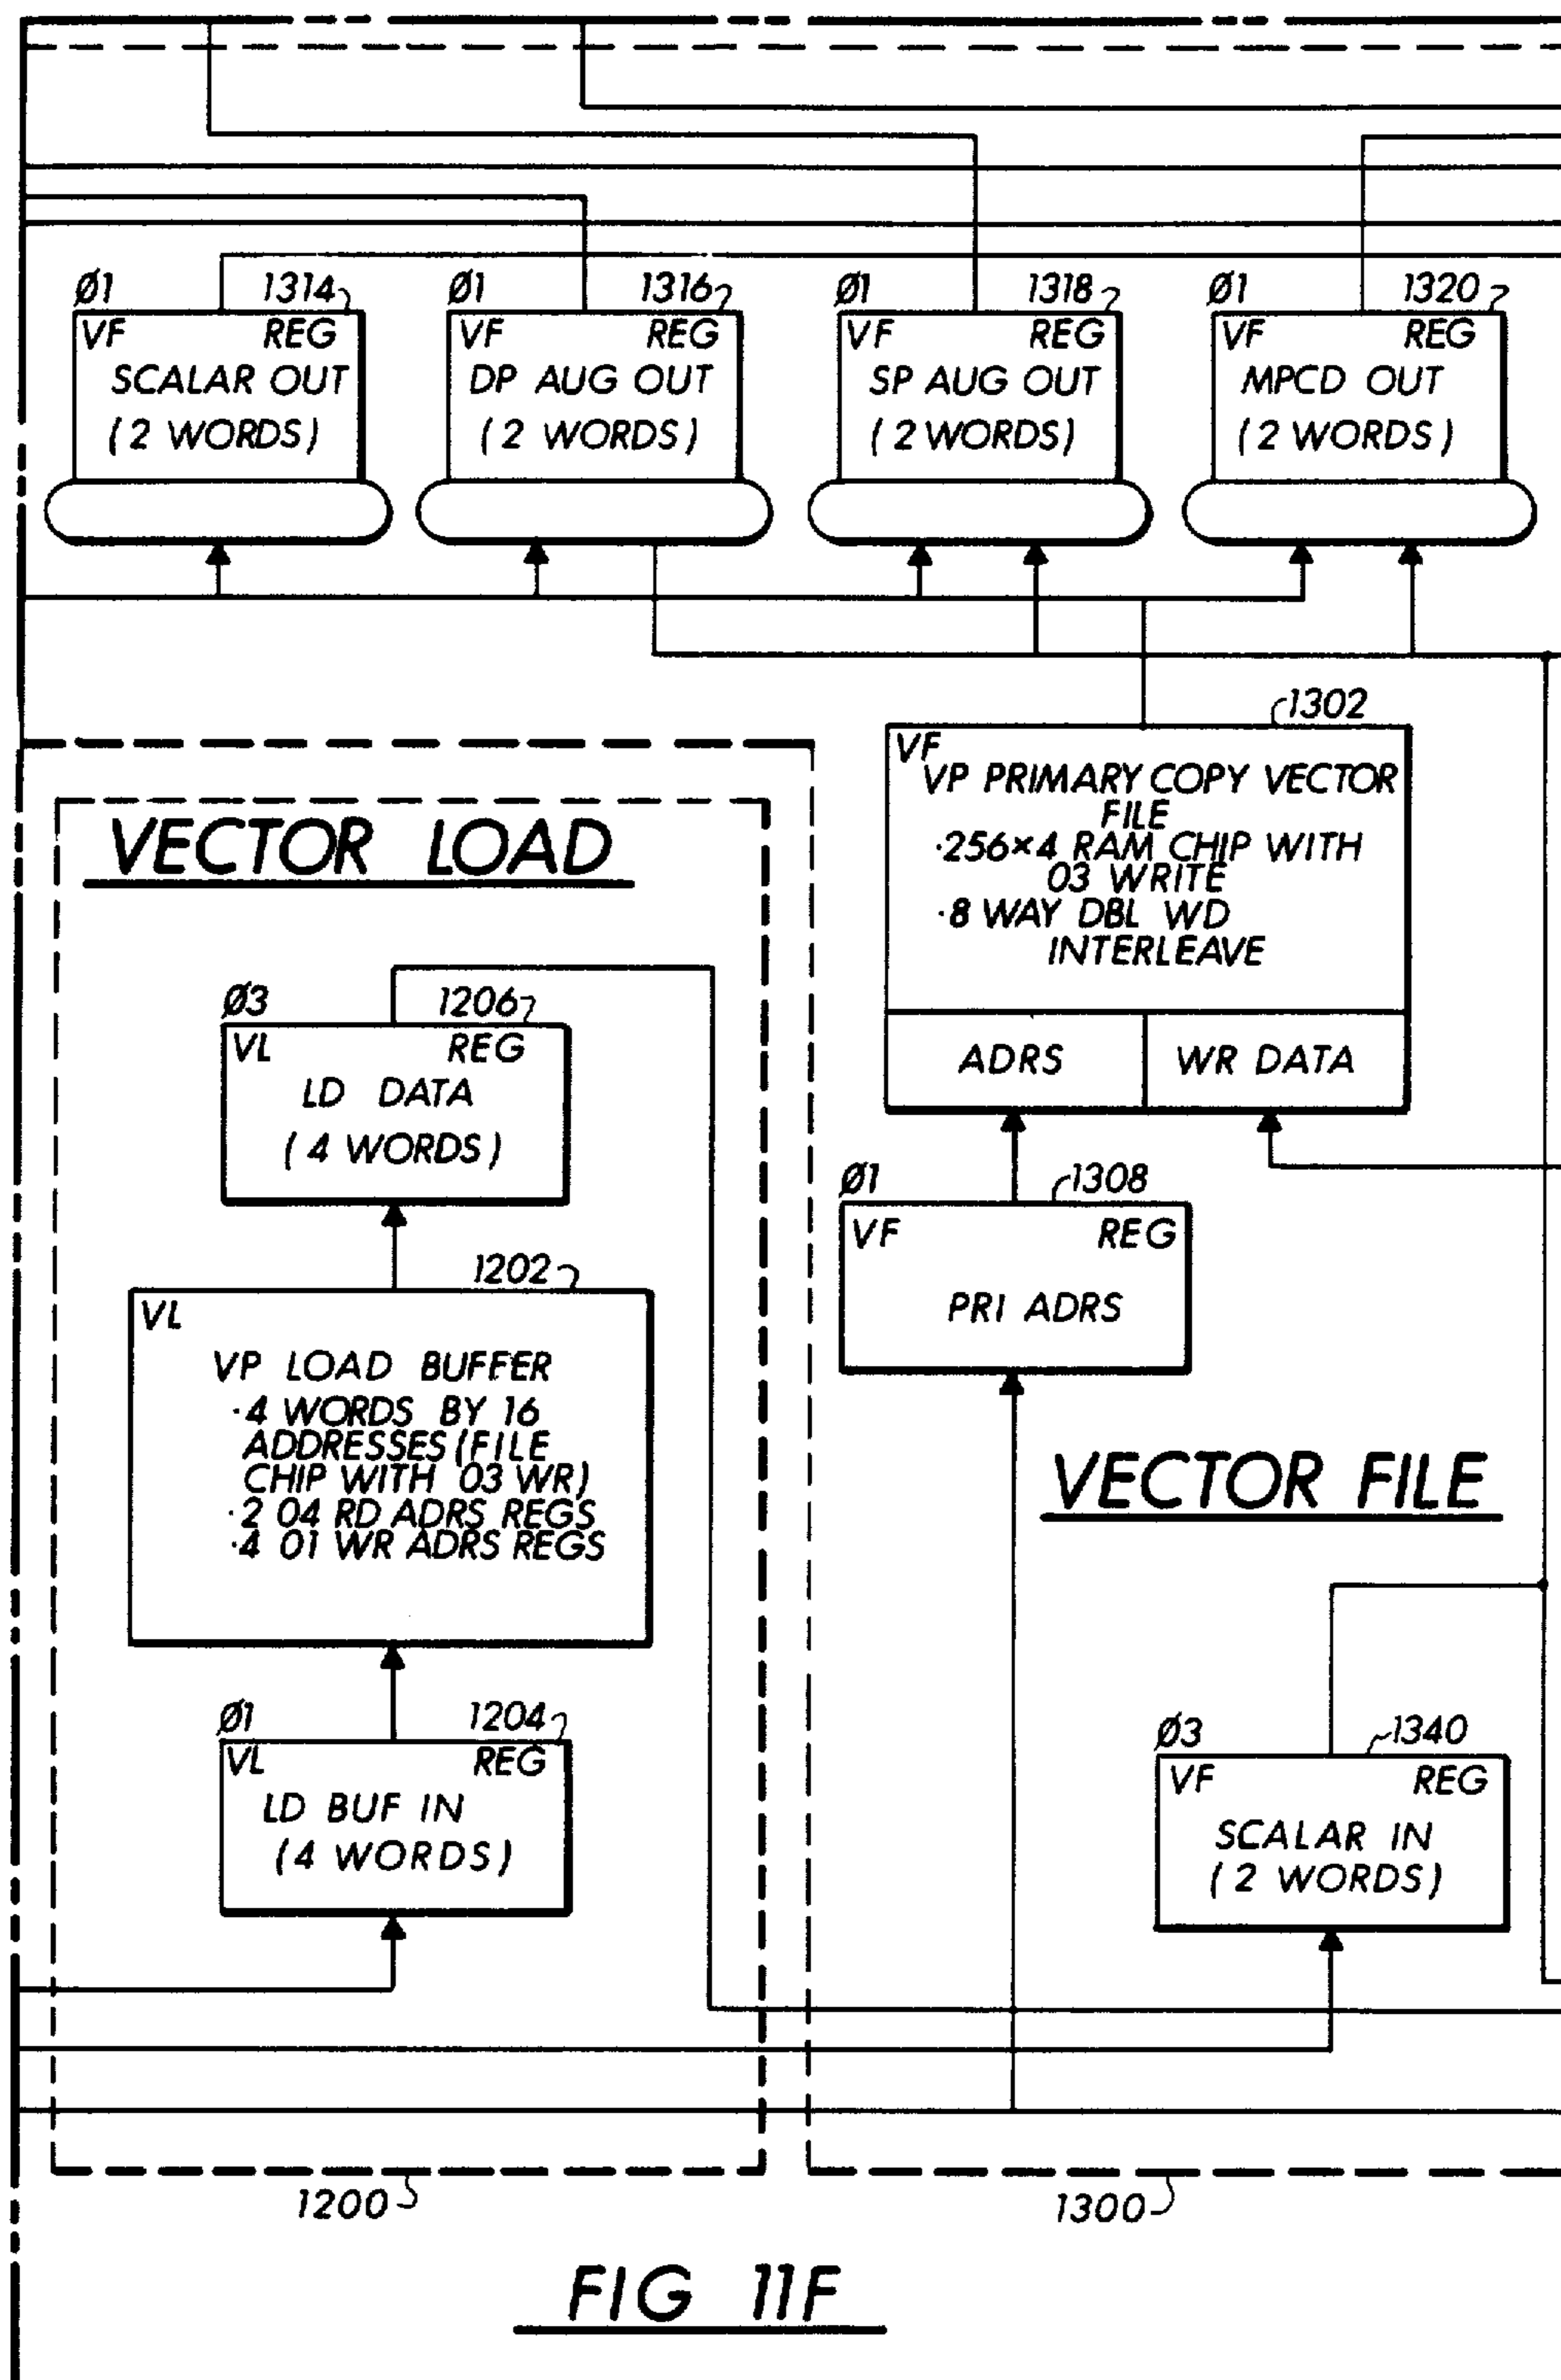 Ø1 1314
VF REG
SCALAR OUT
(2 WORDS)
Ø1 1316
VF REG
DP AUG OUT
(2 WORDS)
Ø1 1318
VF REG
SP AUG OUT
(2 WORDS)
Ø1 1320
VF REG
MPCD OUT
(2 WORDS)
1302
VF
VP PRIMARY COPY VECTOR
FILE
·256×4 RAM CHIP WITH
03 WRITE
·8 WAY DBL WD
INTERLEAVE
ADRS WR DATA
Ø1 1308
VF REG
PRI ADRS
VECTOR FILE
Ø3 1340
VF REG
SCALAR IN
(2 WORDS)
1300
VECTOR LOAD
Ø3 1206
VL REG
LD DATA
(4 WORDS)
1202
VL
VP LOAD BUFFER
·4 WORDS BY 16
ADDRESSES (FILE
CHIP WITH 03 WR)
·2 04 RD ADRS REGS
·4 01 WR ADRS REGS
Ø1 1204
VL REG
LD BUF IN
(4 WORDS)
1200
FIG 11F